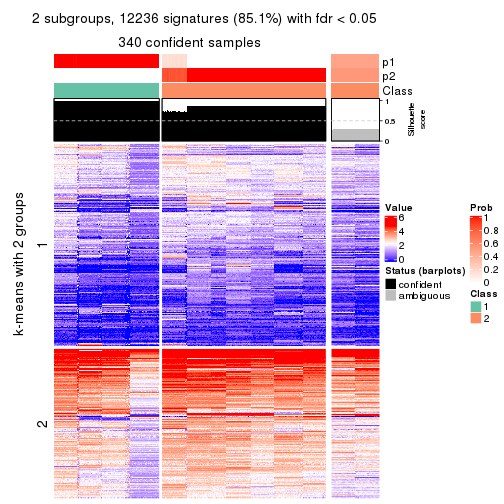 2 subgroups, 12236 signatures (85.1%) with fdr < 0.05
340 confident samples
p1
p2
Class
1
0.5
0
Silhouette
score
k-means with 2 groups
1
2
Value
6
4
2
0
Status (barplots)
confident
ambiguous
Prob
1
0.8
0.6
0.4
0.2
0
Class
1
2